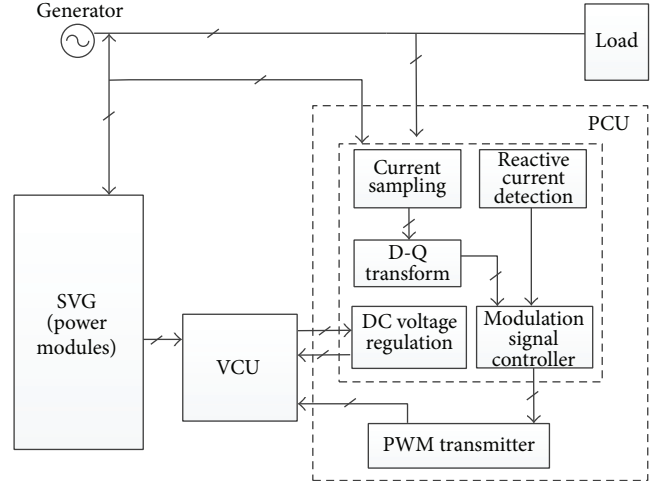 Generator
Load
PCU
Current
sampling
Reactive
current
detection
D-Q
transform
SVG
(power
modules)
VCU
DC voltage
regulation
Modulation
signal
controller
PWM transmitter